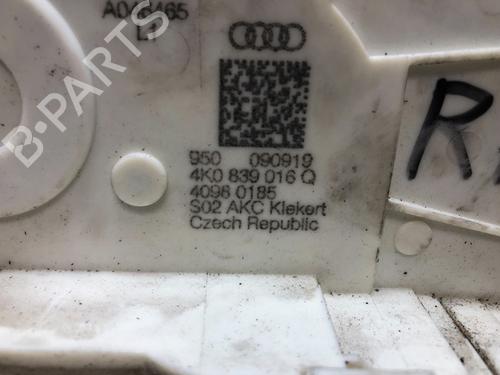 B-PARTS
950 090919
4K0 839 016 Q
4098 0185
S02 AKC Kiekert
Czech Republic